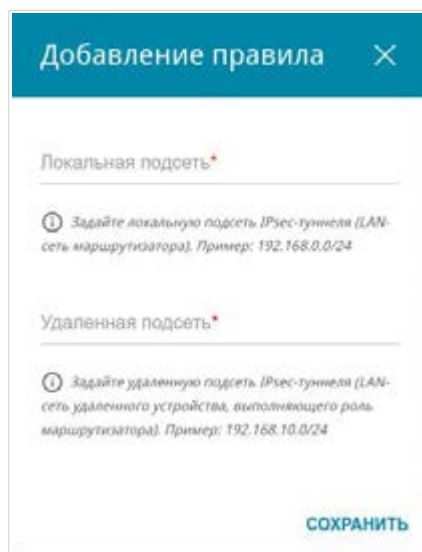 Добавление правила
Локальная подсеть*
Задайте локальную подсеть IPsec-туннеля (LAN-
сеть маршрутизатора). Пример: 192.168.0.0/24
Удаленная подсеть*
Задайте удаленную подсеть IPsec-туннеля (LAN-
сеть удаленного устройства, выполняющего роль
маршрутизатора). Пример: 192.168.10.0/24
СОХРАНИТЬ